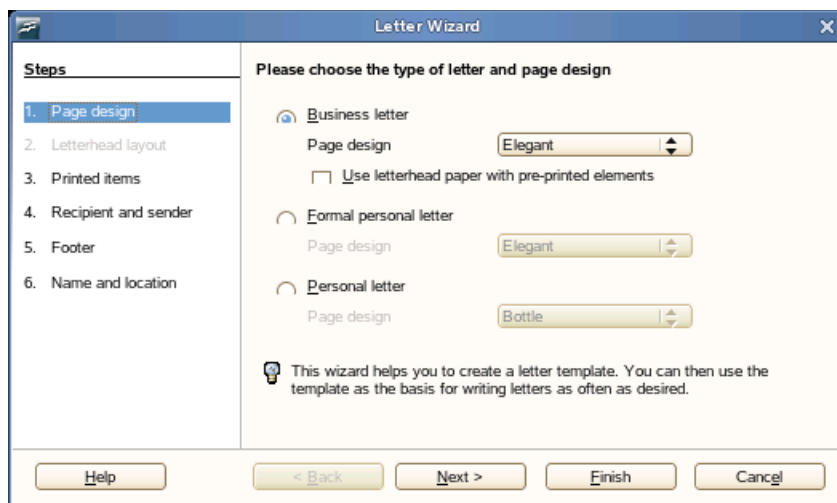 Letter Wizard
Steps
1. Page design
2. Letterhead layout
3. Printed items
4. Recipient and sender
5. Footer
6. Name and location
Please choose the type of letter and page design
Business letter
Page design Elegant
Use letterhead paper with pre-printed elements
Formal personal letter
Page design Elegant
Personal letter
Page design Bottle
This wizard helps you to create a letter template. You can then use the
template as the basis for writing letters as often as desired.
Help < Back Next > Finish Cancel